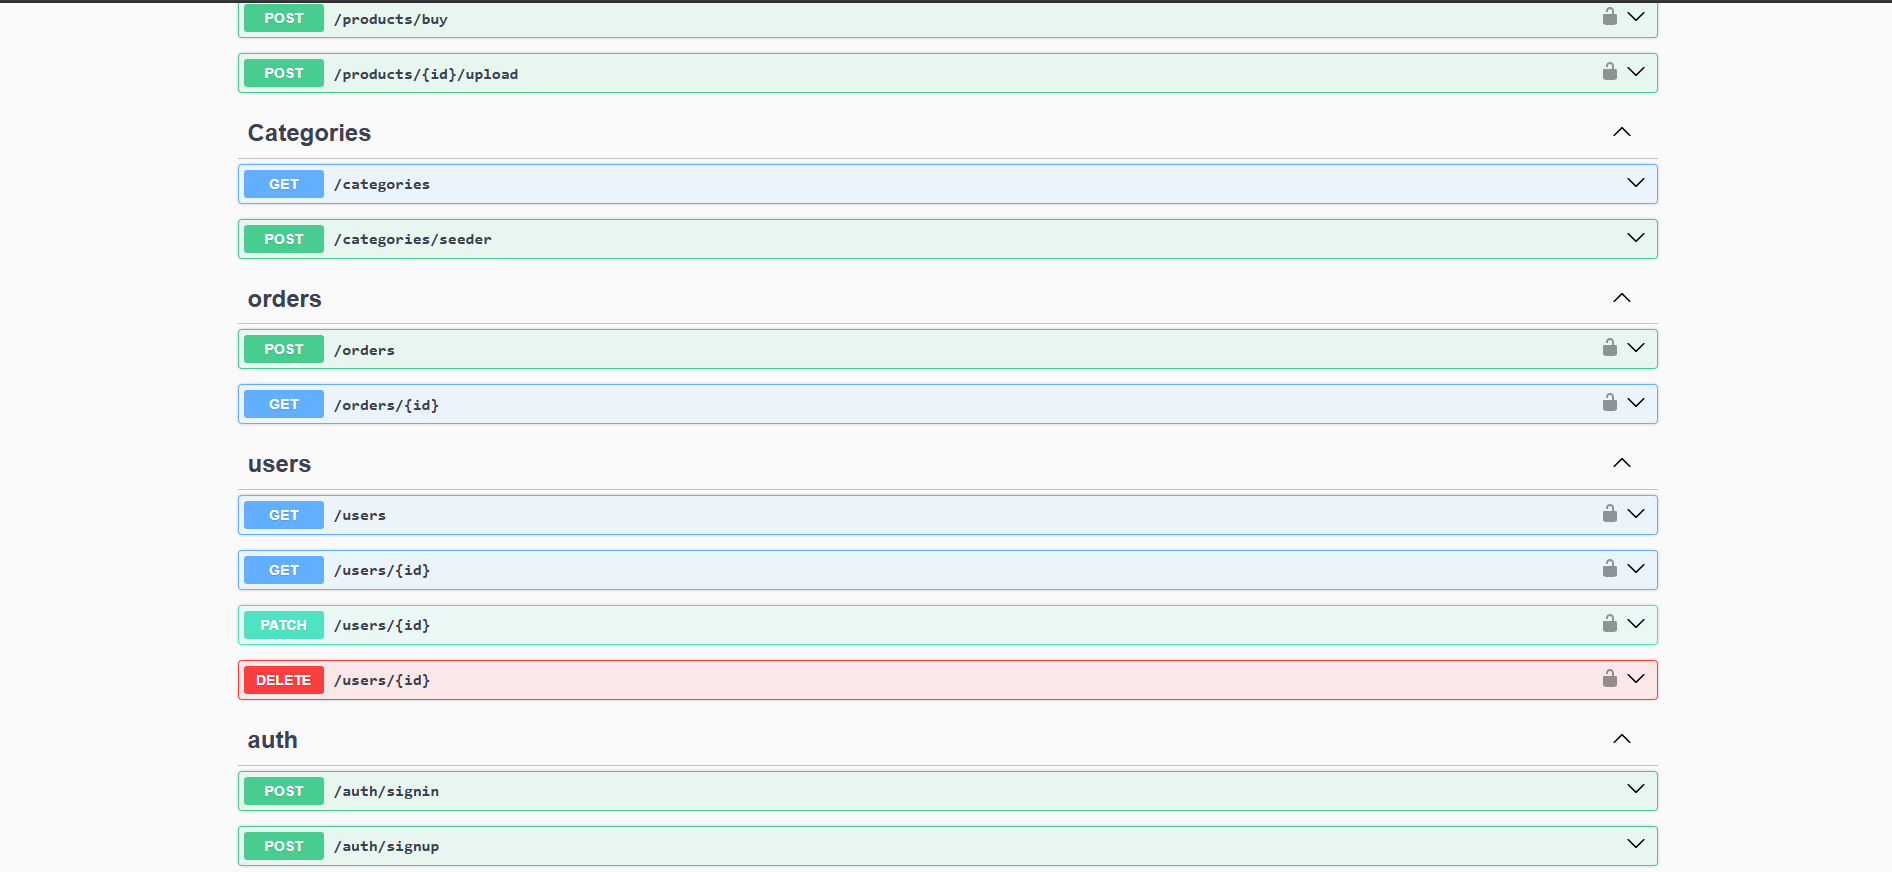 POST /products/buy
POST /products/{id}/upload
Categories
GET /categories
POST /categories/seeder
orders
POST /orders
GET /orders/{id}
users
GET /users
GET /users/{id}
PATCH /users/{id}
DELETE /users/{id}
auth
POST /auth/signin
POST /auth/signup